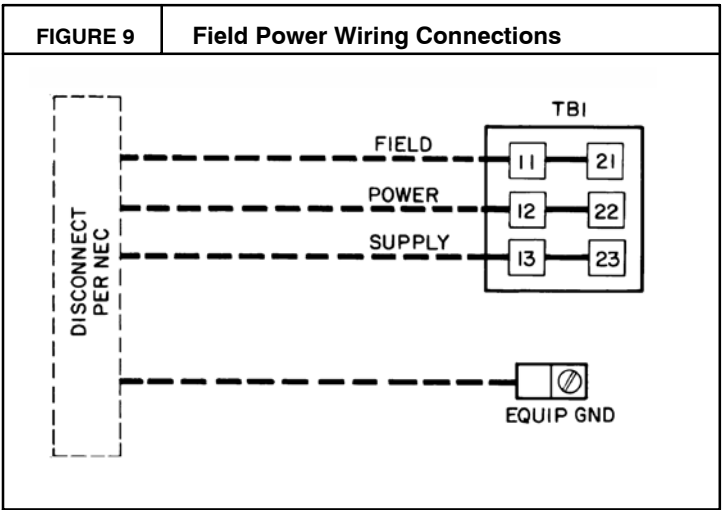 FIGURE 9
Field Power Wiring Connections
TB1
FIELD
11 21
POWER
12 22
SUPPLY
13 23
DISCONNECT
PER NEC
EQUIP GND